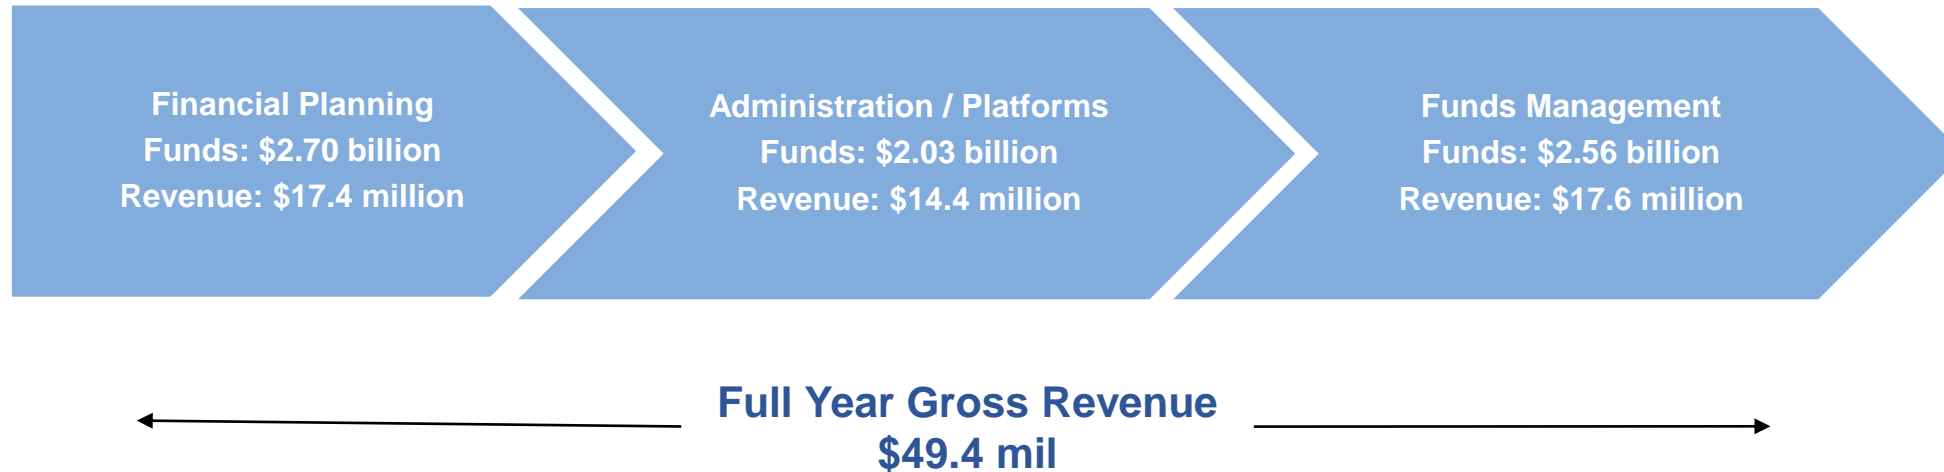 Financial Planning
Funds: $2.70 billion
Revenue: $17.4 million
Administration / Platforms
Funds: $2.03 billion
Revenue: $14.4 million
Funds Management
Funds: $2.56 billion
Revenue: $17.6 million
Full Year Gross Revenue
$49.4 mil